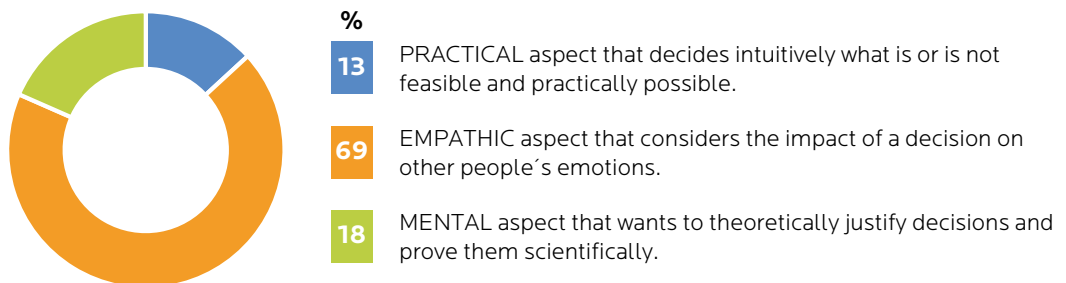 %
13 PRACTICAL aspect that decides intuitively what is or is not
feasible and practically possible.
69 EMPATHIC aspect that considers the impact of a decision on
other people´s emotions.
18 MENTAL aspect that wants to theoretically justify decisions and
prove them scientifically.